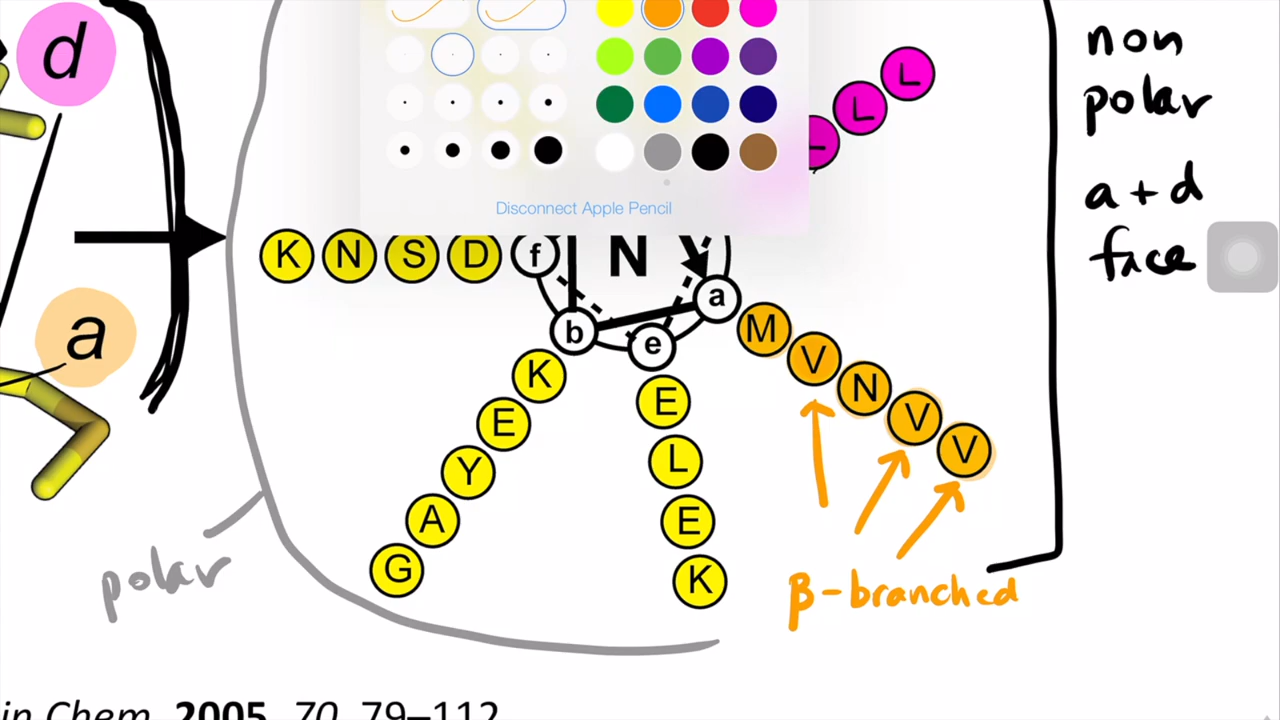 d
non
polar
a + d
face
L
L
L
Disconnect Apple Pencil
K N S D f
N
a
b
e
M
V
N
V
V
K
E
Y
A
G
E
L
E
K
a
polar
β-branched
in Chem. 2005, 70, 79–112